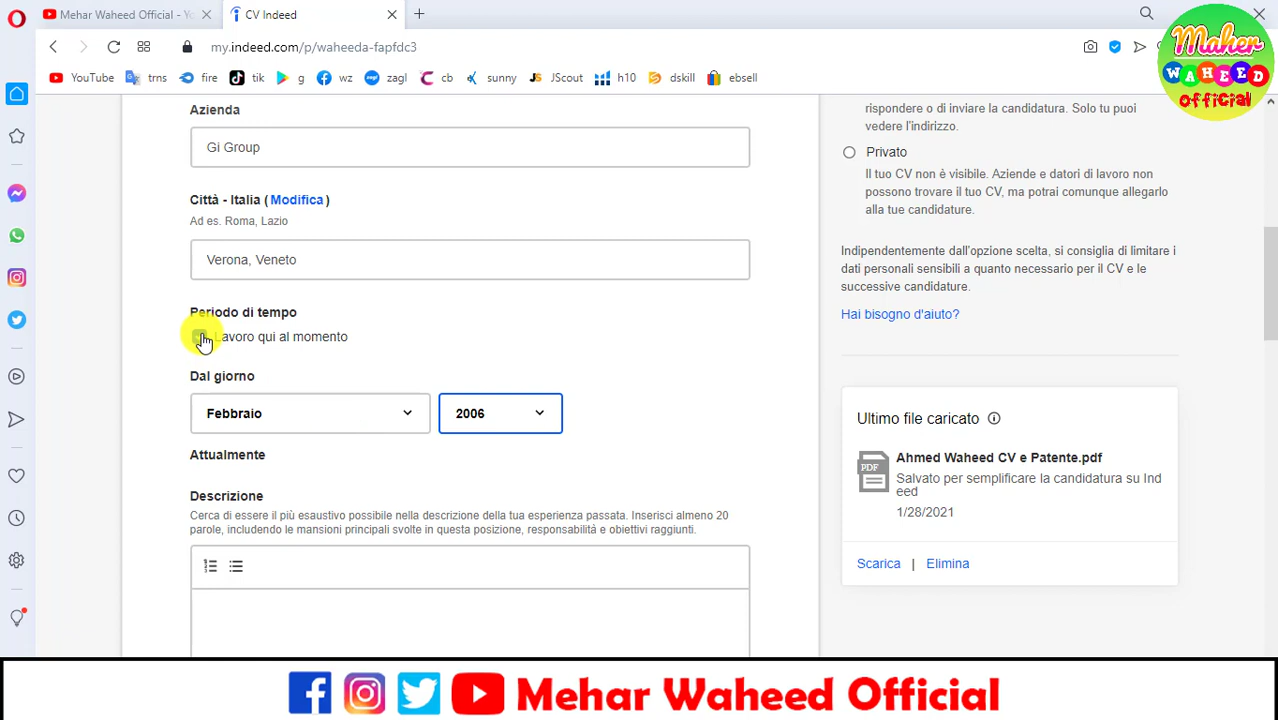 Mehar Waheed Official - Yo
CV Indeed
my.indeed.com/p/waheeda-fapfdc3
YouTube
trns
fire
tik
g
wz
zagl
cb
sunny
JScout
h10
dskill
ebsell
Maher
WAHEED
official
Azienda
Gi Group
Città - Italia (Modifica)
Ad es. Roma, Lazio
Verona, Veneto
Periodo di tempo
Lavoro qui al momento
Dal giorno
Febbraio
2006
Attualmente
Descrizione
Cerca di essere il più esaustivo possibile nella descrizione della tua esperienza passata. Inserisci almeno 20
parole, includendo le mansioni principali svolte in questa posizione, responsabilità e obiettivi raggiunti.
rispondere o di inviare la candidatura. Solo tu puoi
vedere l'indirizzo.
Privato
Il tuo CV non è visibile. Aziende e datori di lavoro non
possono trovare il tuo CV, ma potrai comunque allegarlo
alla tue candidature.
Indipendentemente dall'opzione scelta, si consiglia di limitare i
dati personali sensibili a quanto necessario per il CV e le
successive candidature.
Hai bisogno d'aiuto?
Ultimo file caricato
PDF
Ahmed Waheed CV e Patente.pdf
Salvato per semplificare la candidatura su Ind
eed
1/28/2021
Scarica | Elimina
Mehar Waheed Official